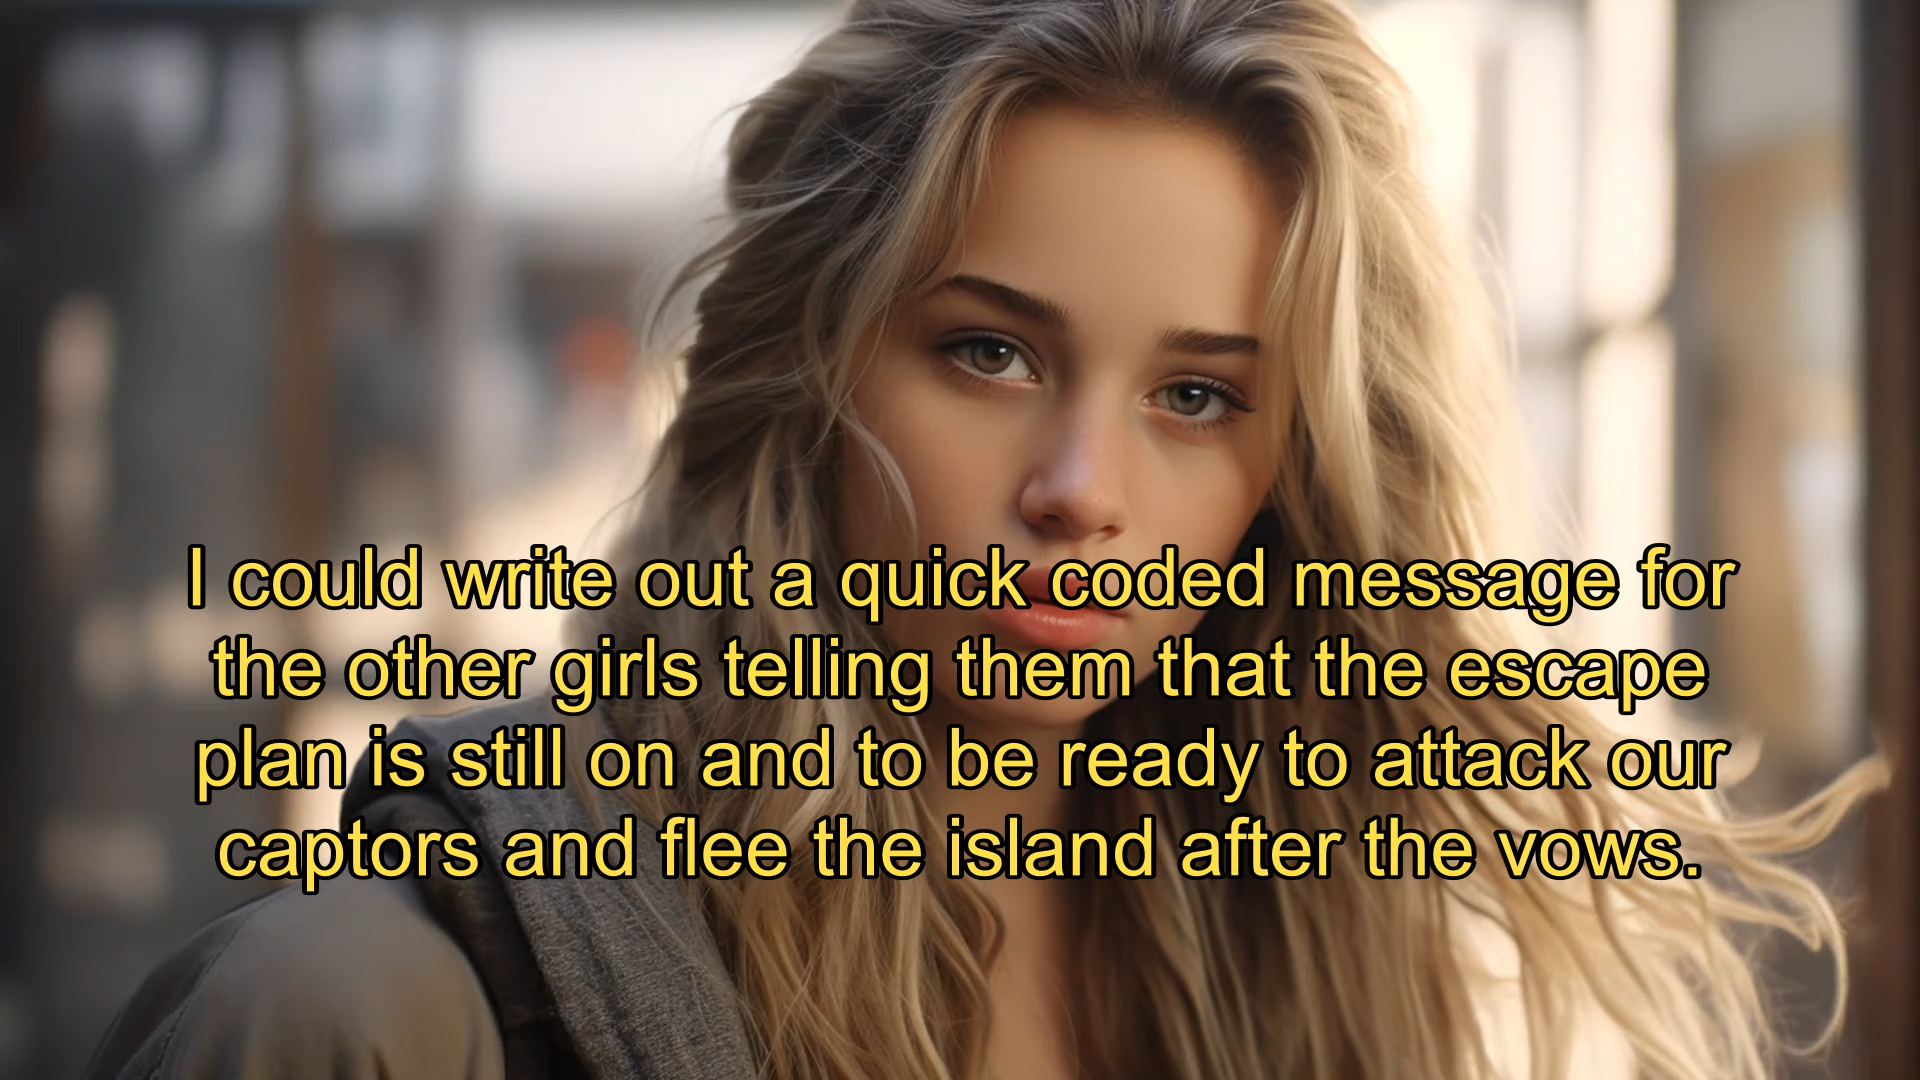 I could write out a quick coded message for
the other girls telling them that the escape
plan is still on and to be ready to attack our
captors and flee the island after the vows.